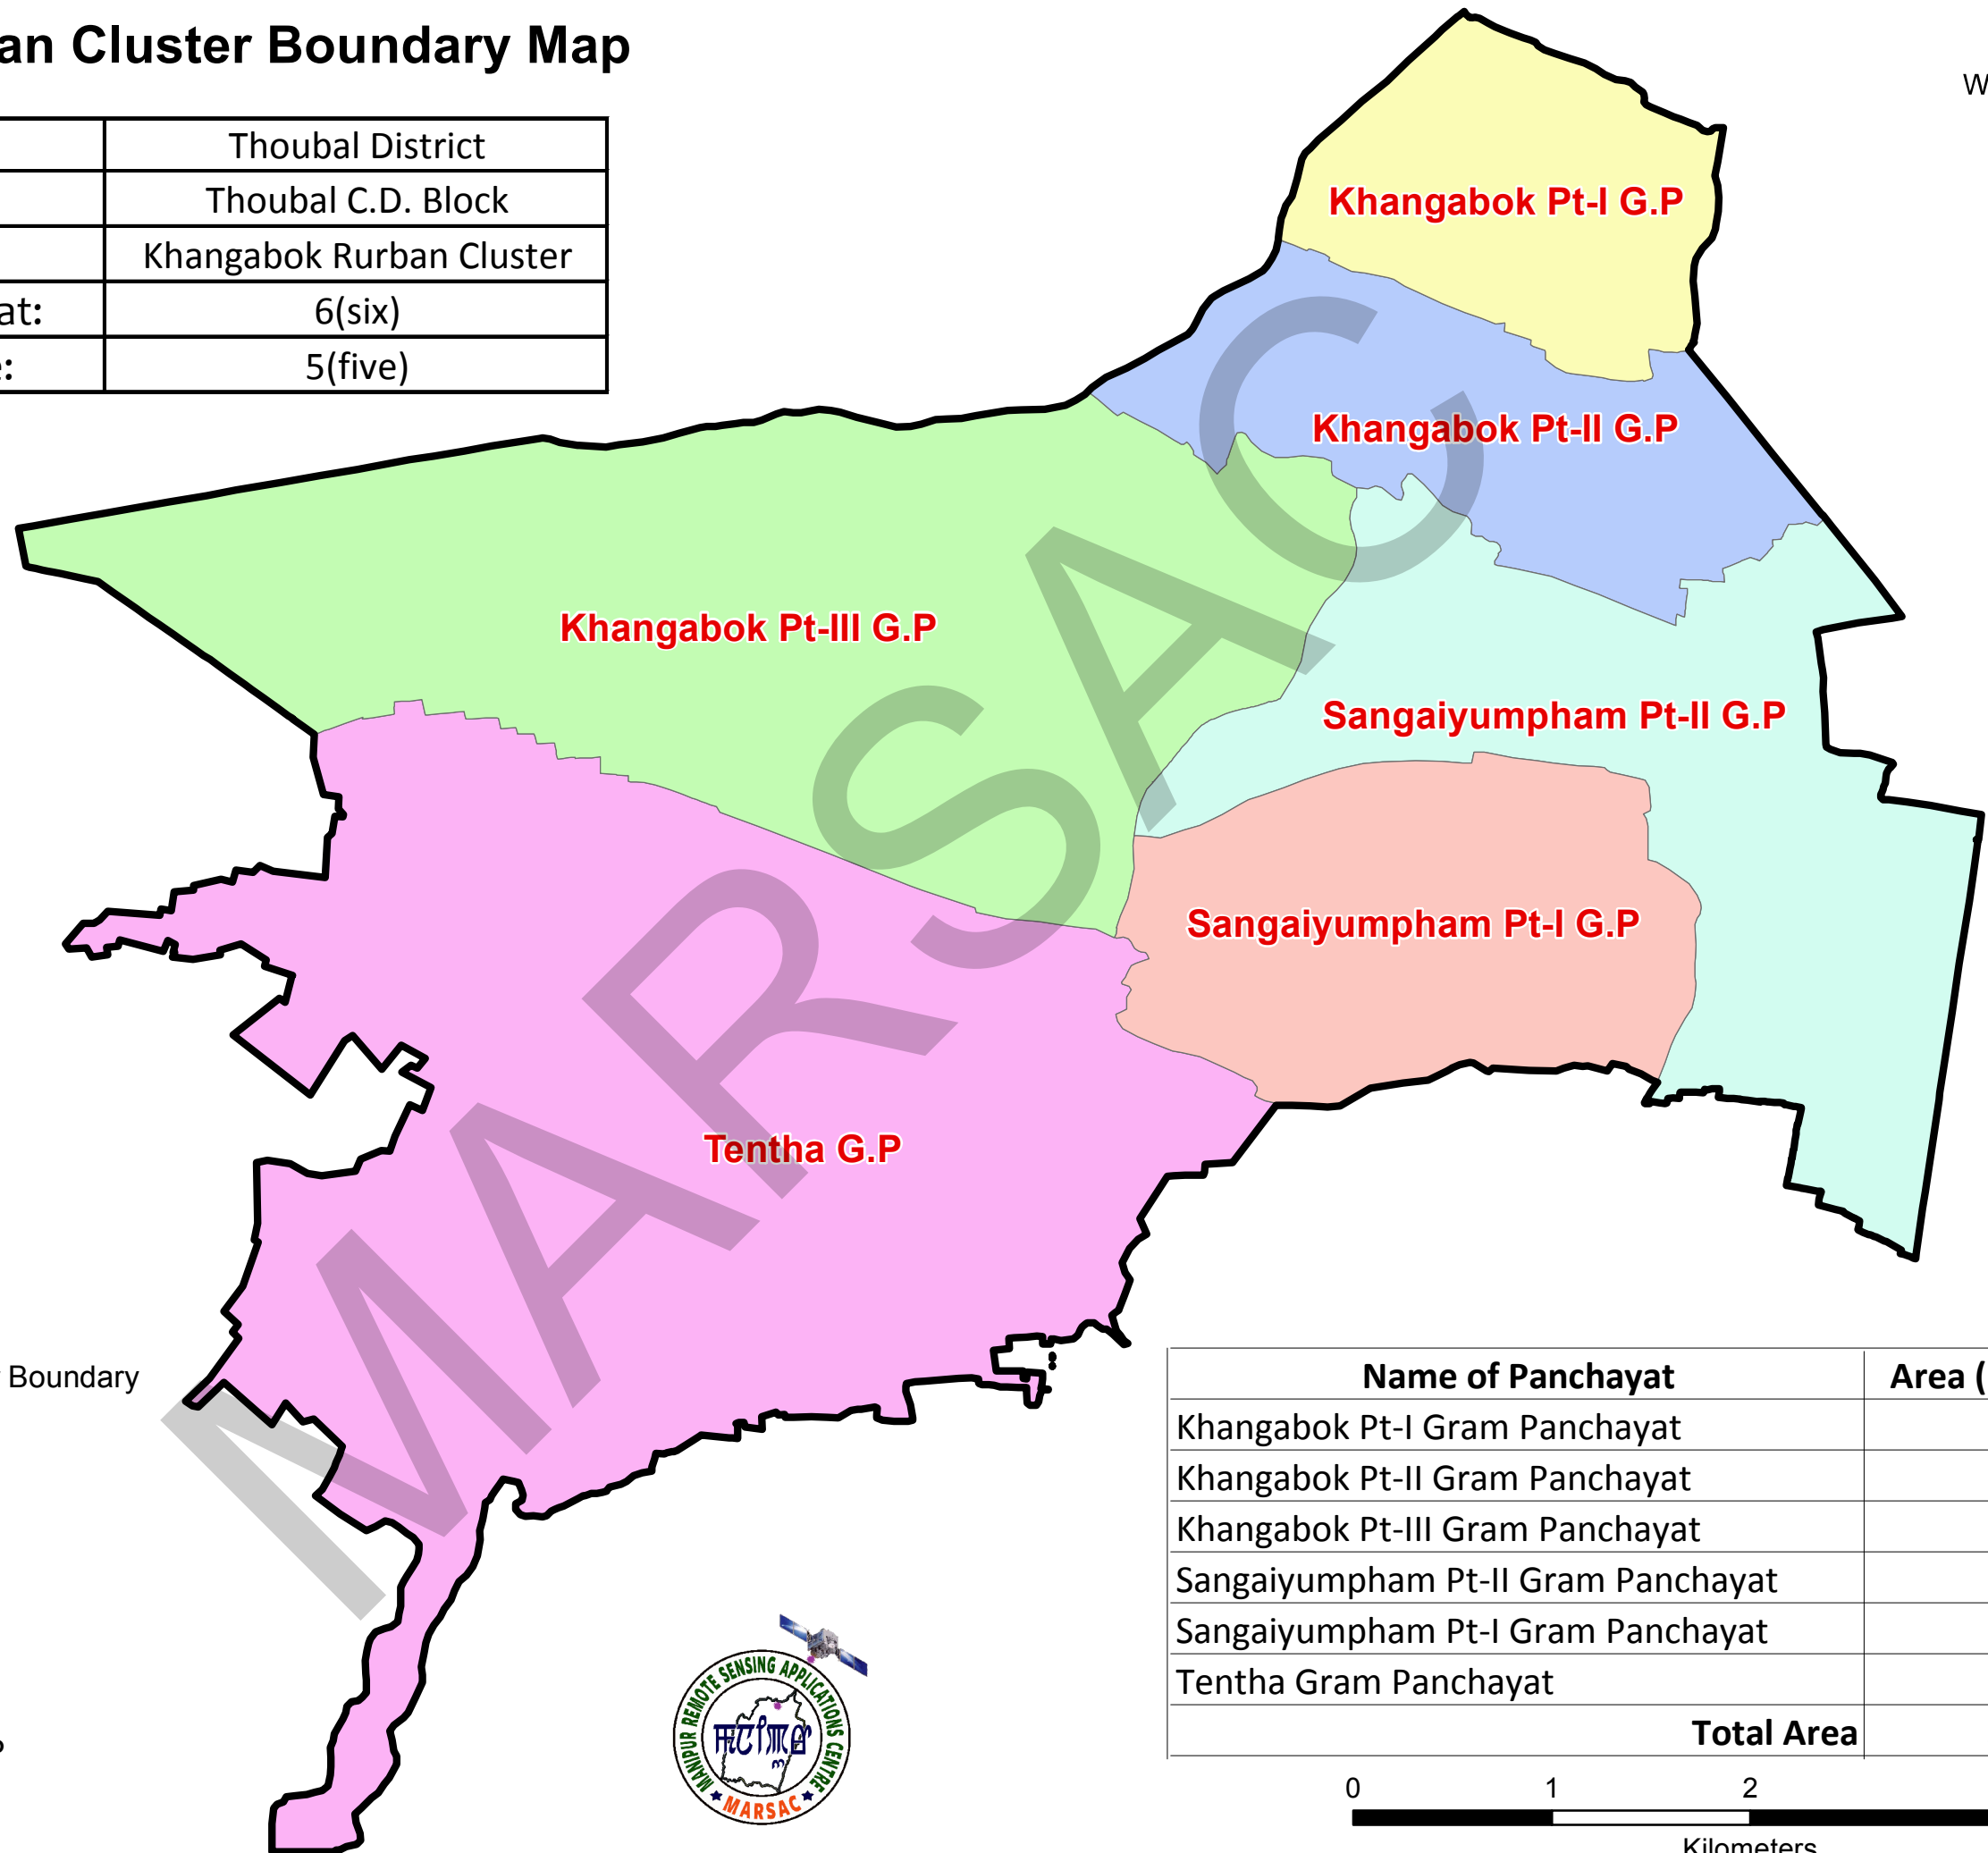 an Cluster Boundary Map
W
Thoubal District
Thoubal C.D. Block
Khangabok Rurban Cluster
at: 6(six)
e: 5(five)
Khangabok Pt-I G.P
Khangabok Pt-II G.P
Khangabok Pt-III G.P
Sangaiyumpham Pt-II G.P
Sangaiyumpham Pt-I G.P
Tentha G.P
MARSAC
Boundary
Name of Panchayat Area (
Khangabok Pt-I Gram Panchayat
Khangabok Pt-II Gram Panchayat
Khangabok Pt-III Gram Panchayat
Sangaiyumpham Pt-II Gram Panchayat
Sangaiyumpham Pt-I Gram Panchayat
Tentha Gram Panchayat
Total Area
MANIPUR REMOTE SENSING APPLICATIONS CENTRE
MARSAC
0 1 2
Kilometers